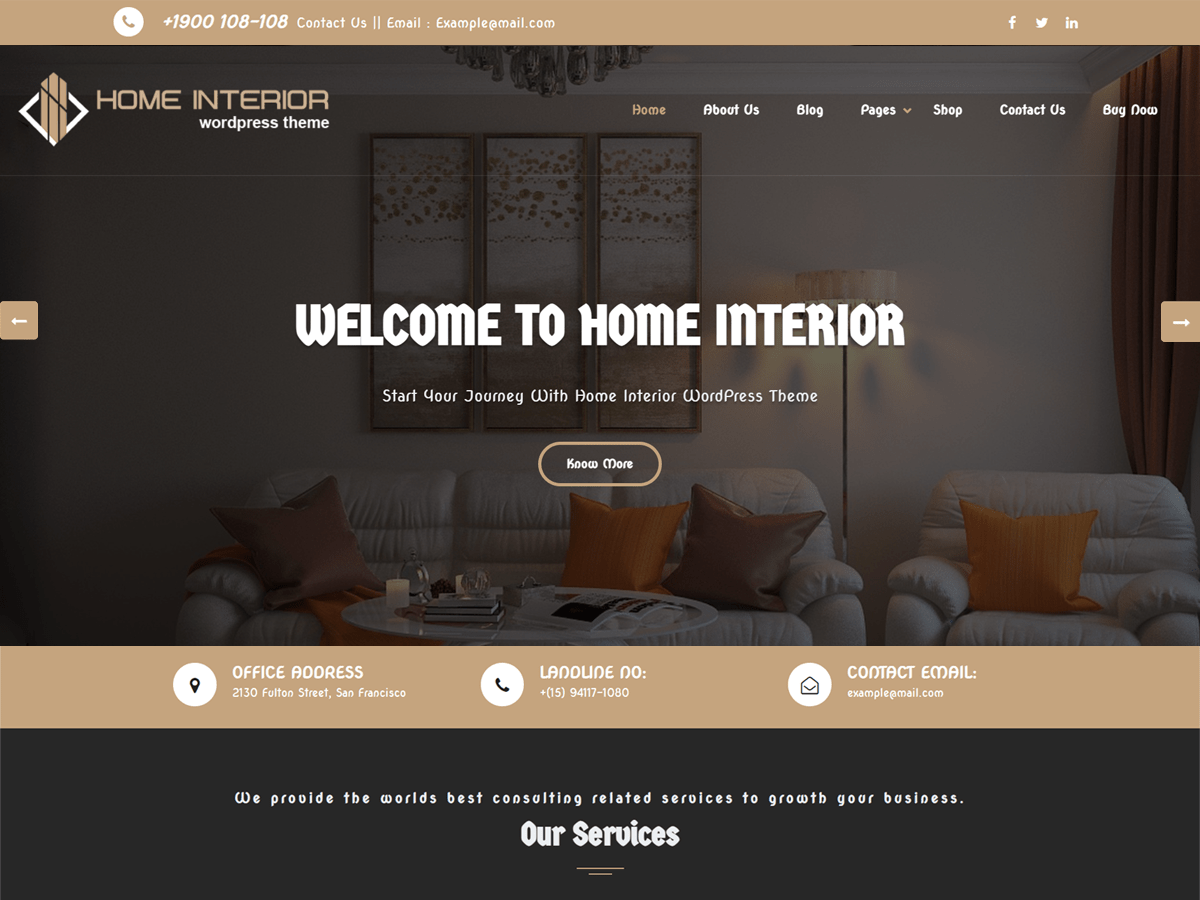 +1900 108-108 Contact Us || Email : Example@mail.com
HOME INTERIOR
wordpress theme
Home About Us Blog Pages Shop Contact Us Buy Now
WELCOME TO HOME INTERIOR
Start Your Journey With Home Interior WordPress Theme
Know More
OFFICE ADDRESS
2130 Fulton Street, San Francisco
LANDLINE NO:
+(15) 94117-1080
CONTACT EMAIL:
example@mail.com
We provide the worlds best consulting related services to growth your business.
Our Services